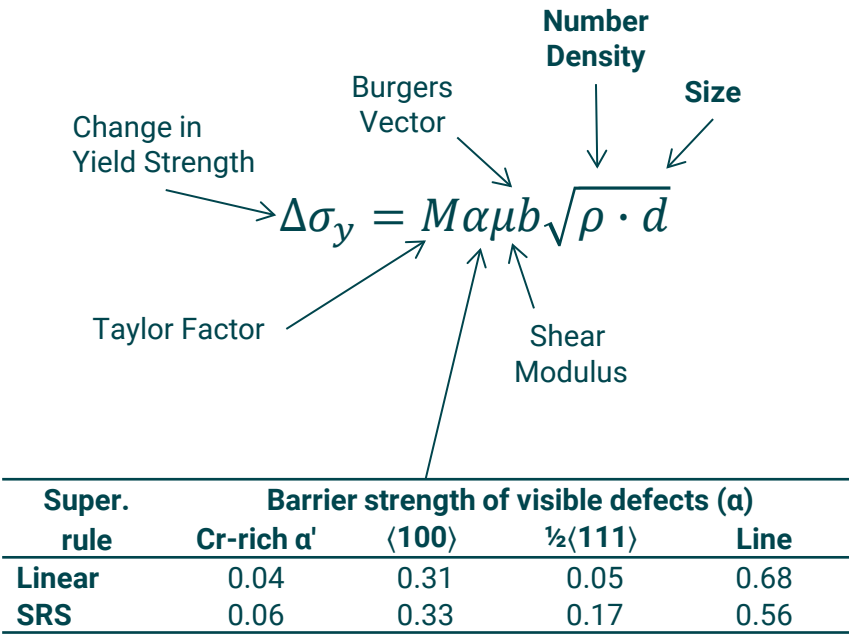 Number
Density
Burgers
Vector
Size
Change in
Yield Strength
Δσ_y = Mαμb√ρ · d
Taylor Factor
Shear
Modulus
Super. Barrier strength of visible defects (α)
rule Cr-rich α' ⟨100⟩ ½⟨111⟩ Line
Linear 0.04 0.31 0.05 0.68
SRS 0.06 0.33 0.17 0.56